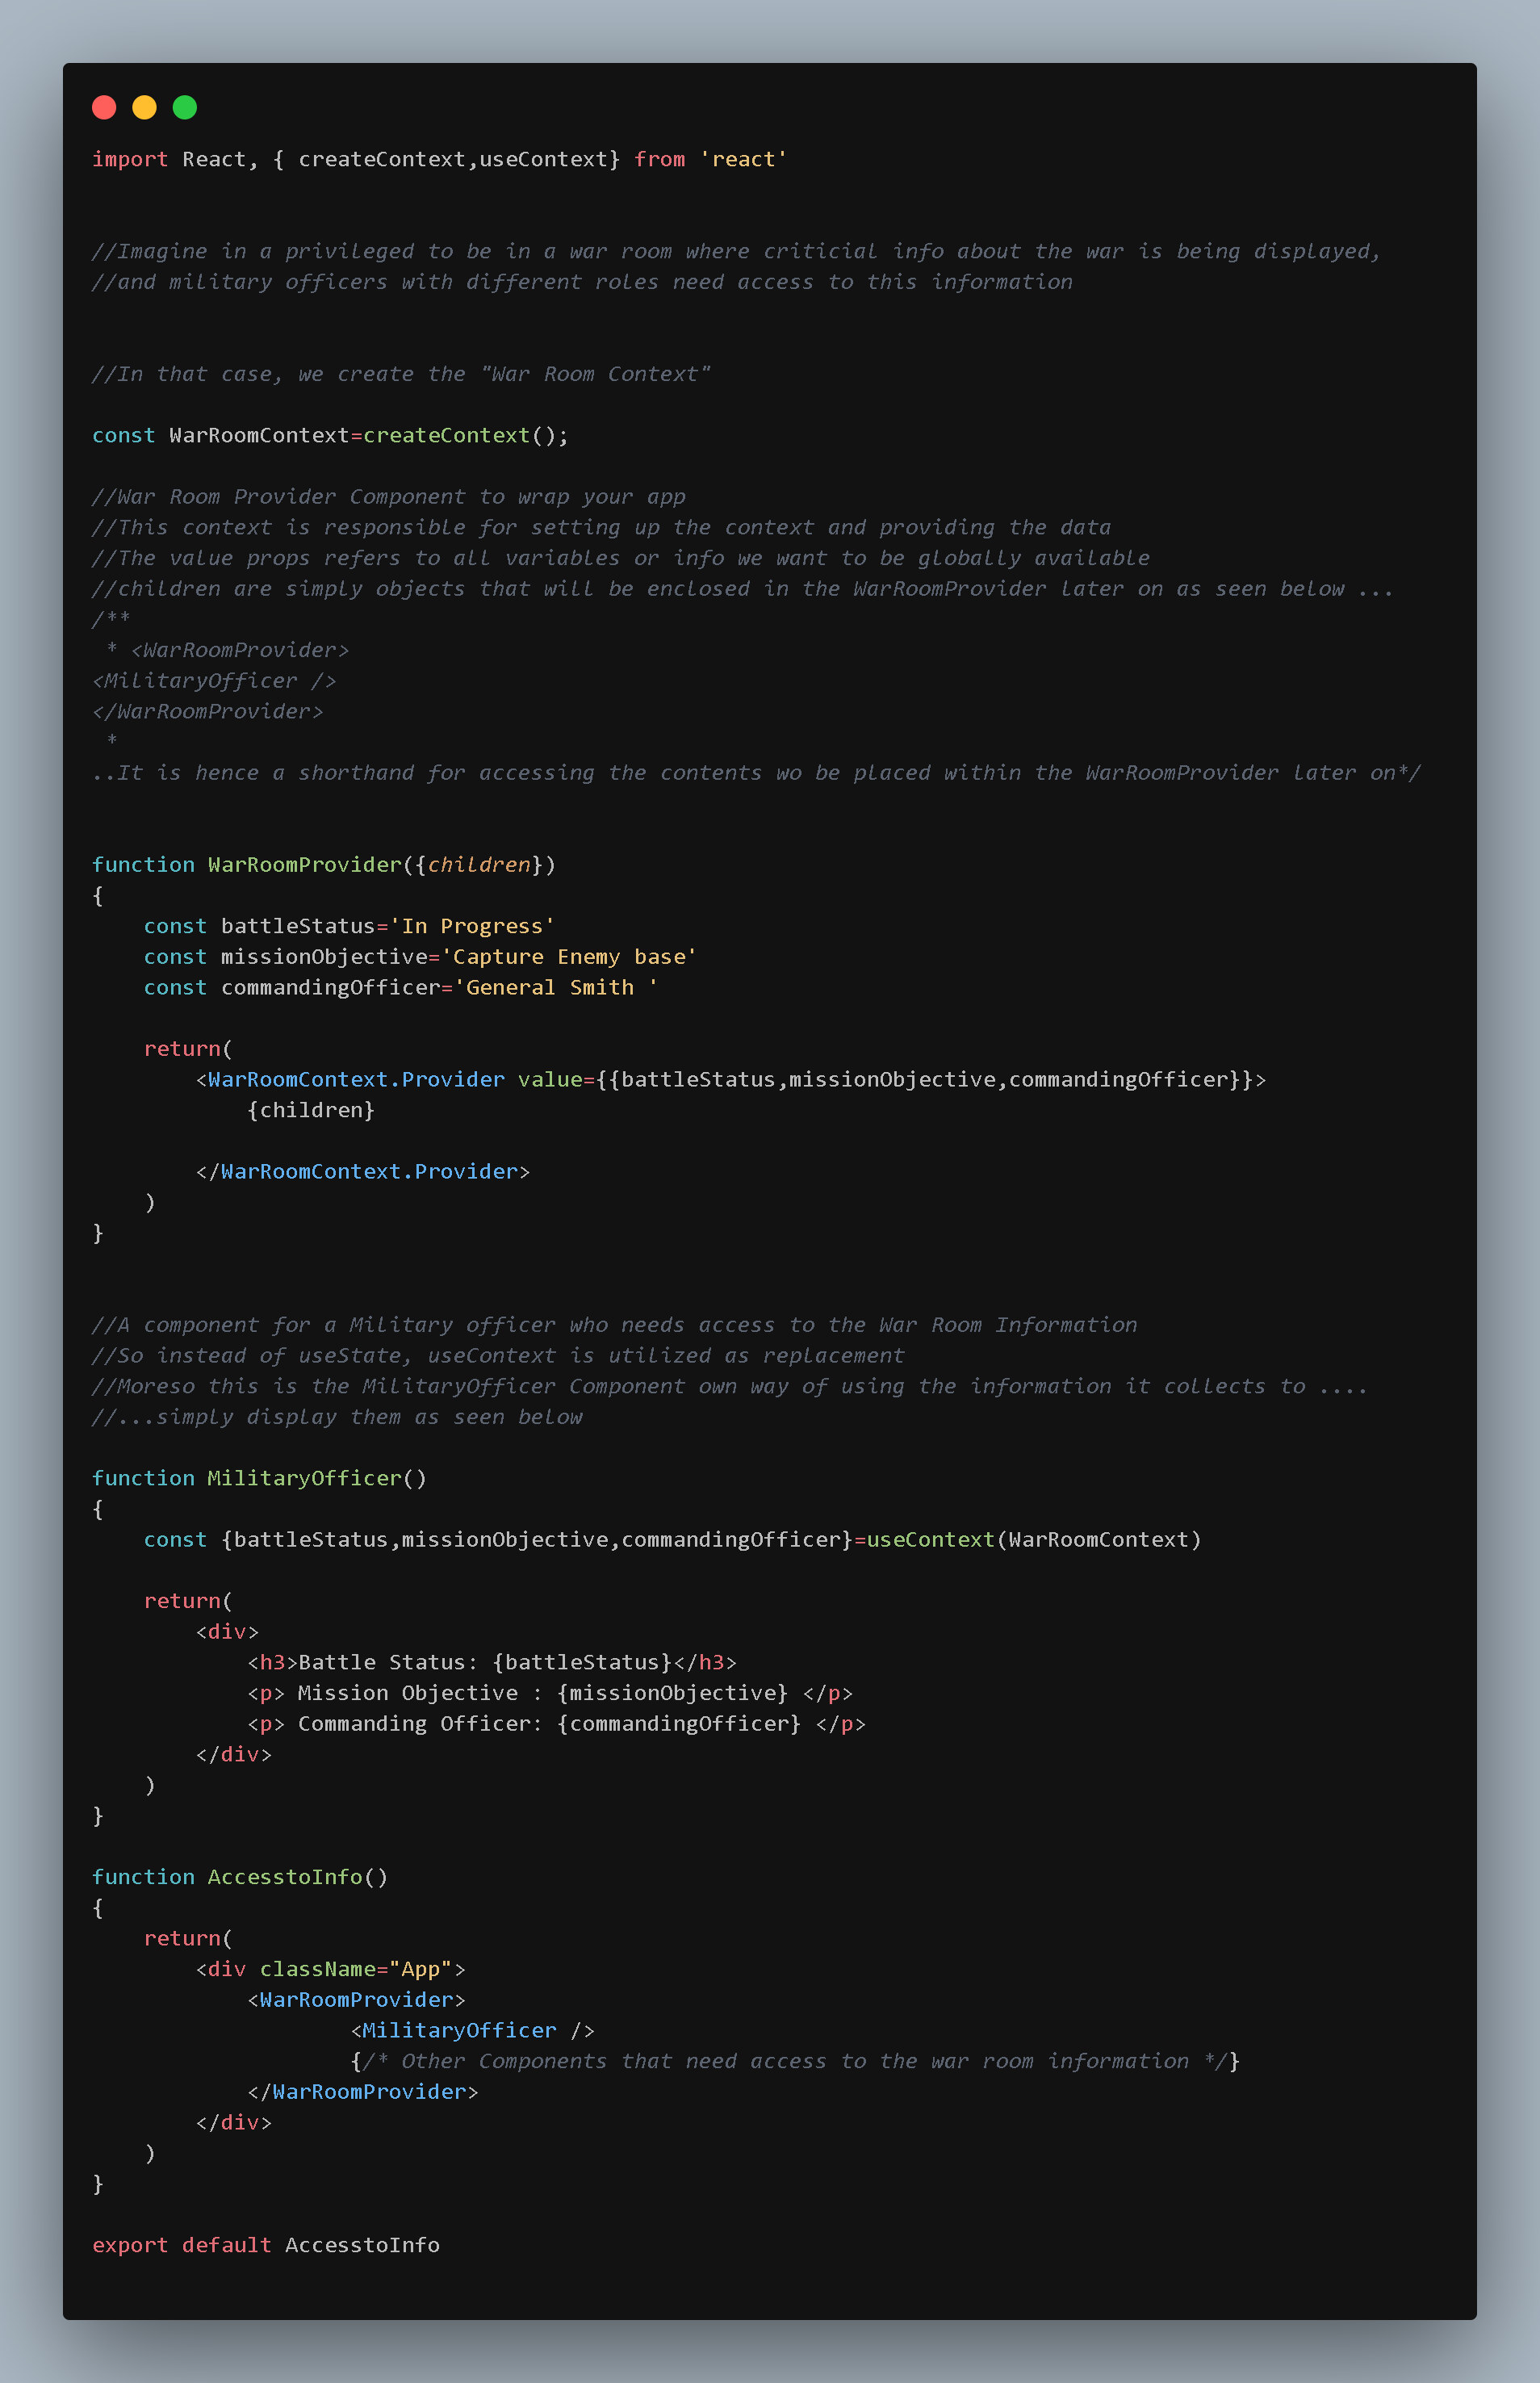 import React, { createContext,useContext} from 'react'
//Imagine in a privileged to be in a war room where criticial info about the war is being displayed,
//and military officers with different roles need access to this information
//In that case, we create the "War Room Context"
const WarRoomContext=createContext();
//War Room Provider Component to wrap your app
//This context is responsible for setting up the context and providing the data
//The value props refers to all variables or info we want to be globally available
//children are simply objects that will be enclosed in the WarRoomProvider later on as seen below ...
/**
 * <WarRoomProvider>
<MilitaryOfficer />
</WarRoomProvider>
 *
..It is hence a shorthand for accessing the contents wo be placed within the WarRoomProvider later on*/
function WarRoomProvider({children})
{
    const battleStatus='In Progress'
    const missionObjective='Capture Enemy base'
    const commandingOfficer='General Smith '
    return(
        <WarRoomContext.Provider value={{battleStatus,missionObjective,commandingOfficer}}>
            {children}
        </WarRoomContext.Provider>
    )
}
//A component for a Military officer who needs access to the War Room Information
//So instead of useState, useContext is utilized as replacement
//Moreso this is the MilitaryOfficer Component own way of using the information it collects to ....
//...simply display them as seen below
function MilitaryOfficer()
{
    const {battleStatus,missionObjective,commandingOfficer}=useContext(WarRoomContext)
    return(
        <div>
            <h3>Battle Status: {battleStatus}</h3>
            <p> Mission Objective : {missionObjective} </p>
            <p> Commanding Officer: {commandingOfficer} </p>
        </div>
    )
}
function AccesstoInfo()
{
    return(
        <div className="App">
            <WarRoomProvider>
                    <MilitaryOfficer />
                    {/* Other Components that need access to the war room information */}
            </WarRoomProvider>
        </div>
    )
}
export default AccesstoInfo